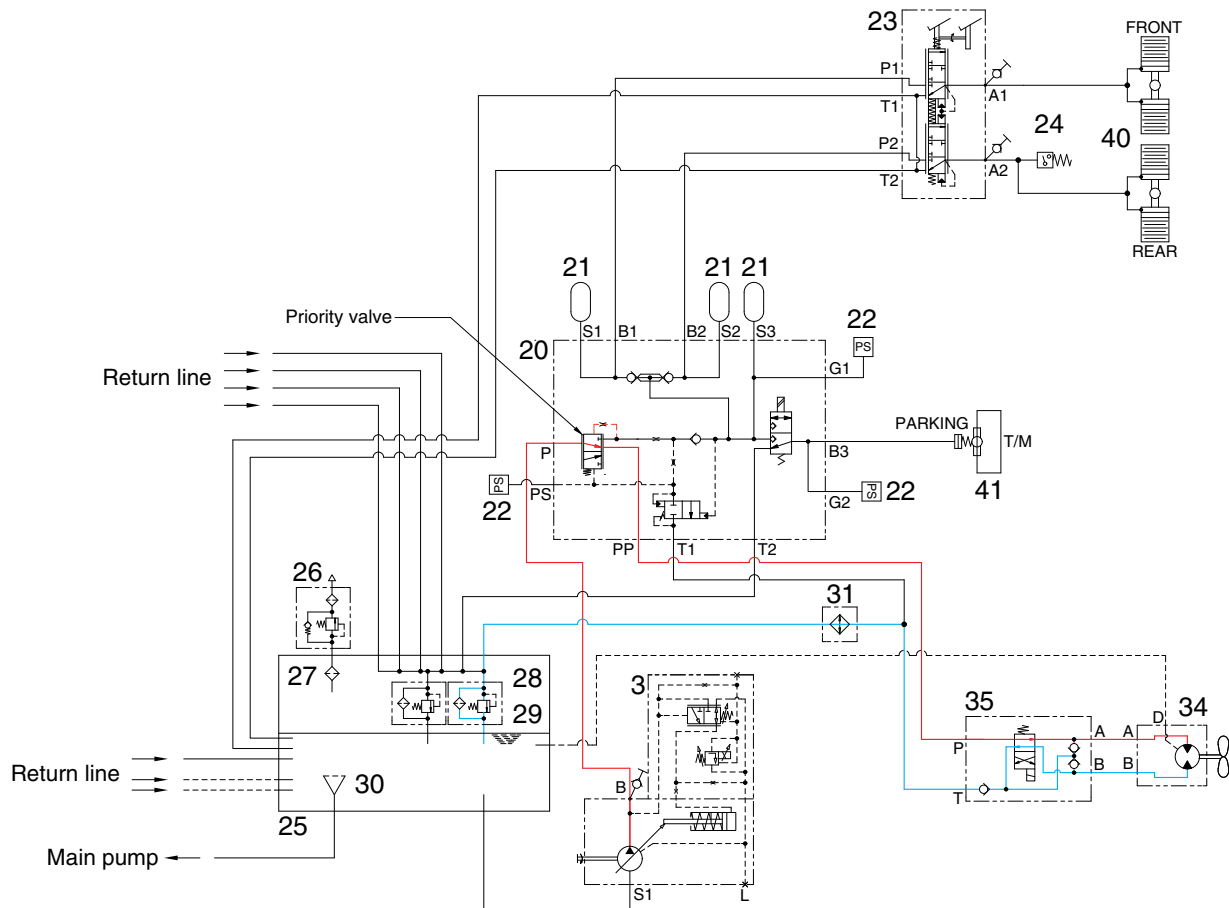 23
FRONT
P1
T1
A1
24
40
P2
T2
A2
REAR
21
21
21
Priority valve
S1
B1
B2
S2
S3
22
PS
20
G1
Return line
PARKING
T/M
P
B3
PS
22
PS
PS
22
G2
41
PP
T1
T2
26
31
27
28
29
3
35
34
D
P
A
A
B
B
T
Return line
30
25
B
Main pump
S1
L